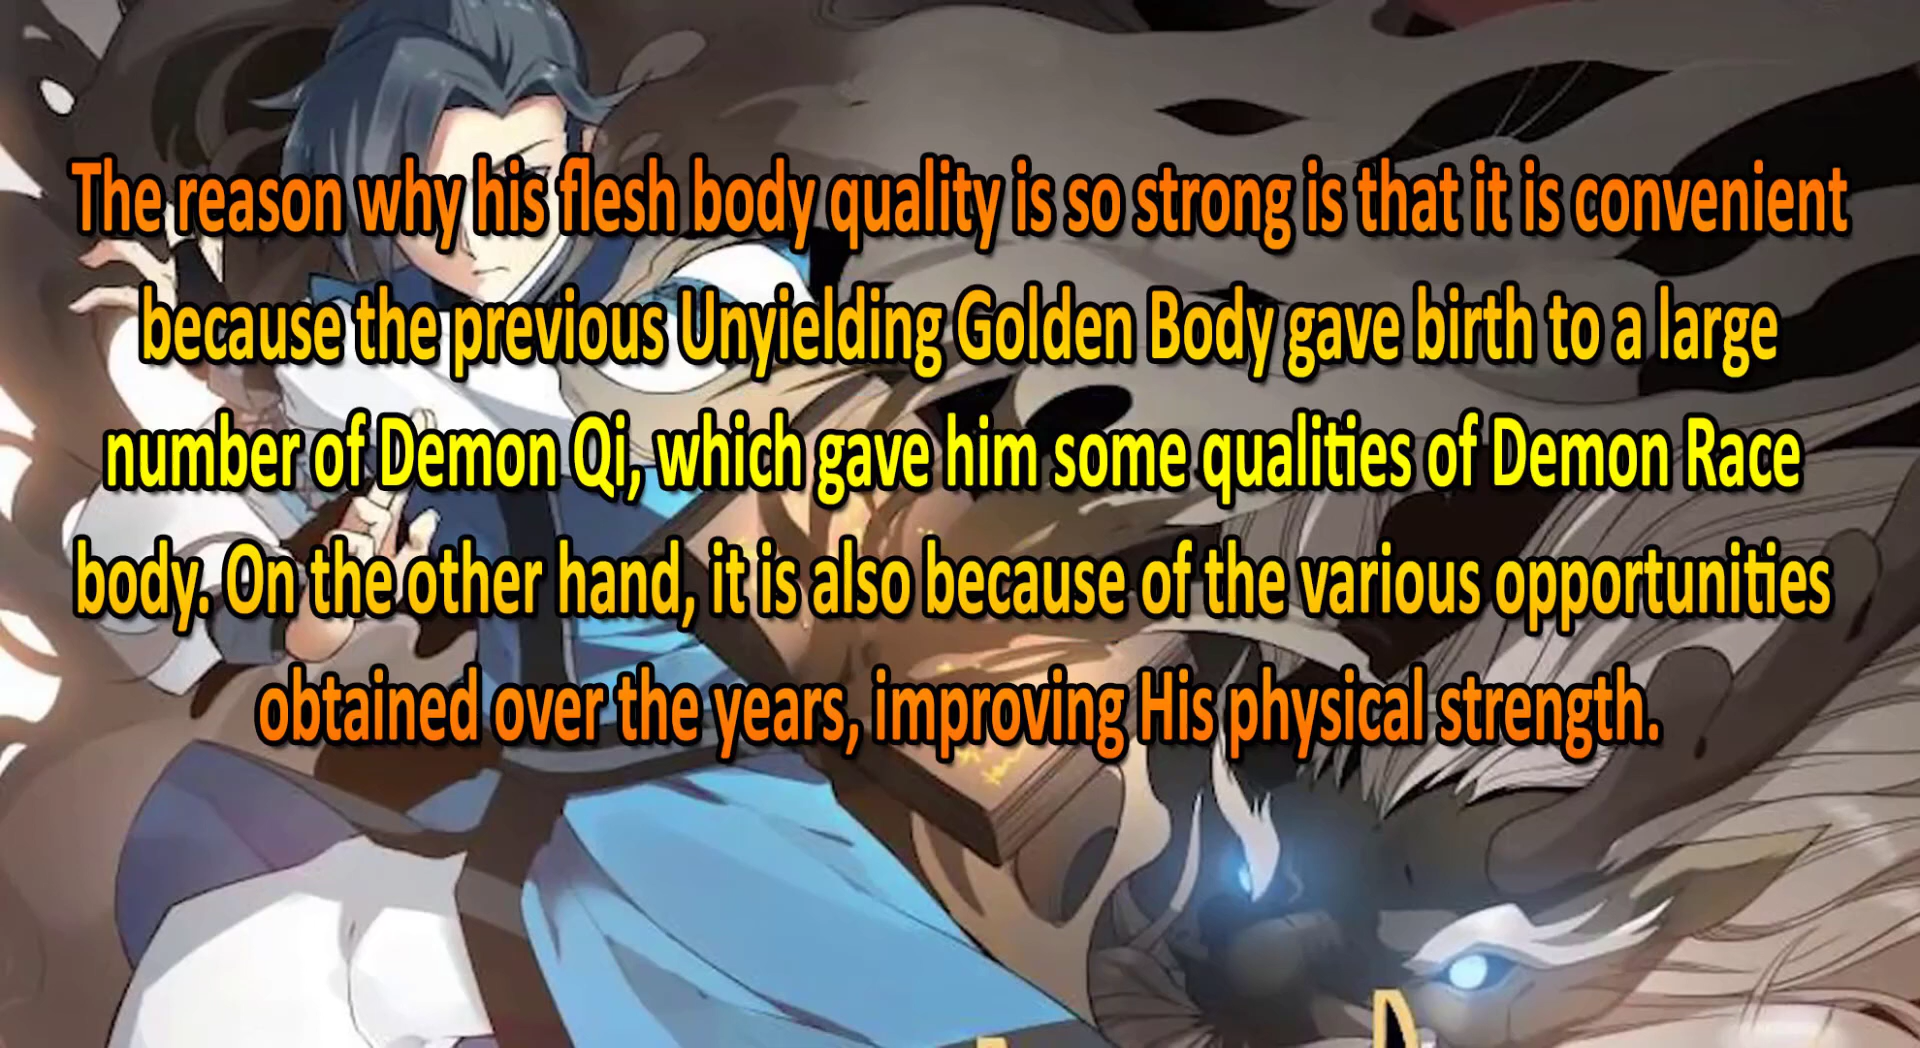 The reason why his flesh body quality is so strong is that it is convenient
because the previous Unyielding Golden Body gave birth to a large
number of Demon Qi, which gave him some qualities of Demon Race
body. On the other hand, it is also because of the various opportunities
obtained over the years, improving His physical strength.